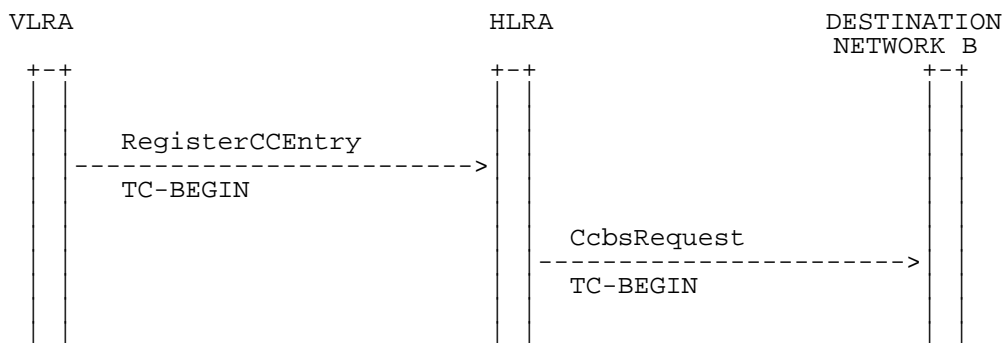 VLRA
HLRA
DESTINATION
NETWORK B
RegisterCCEntry
TC-BEGIN
CcbsRequest
TC-BEGIN